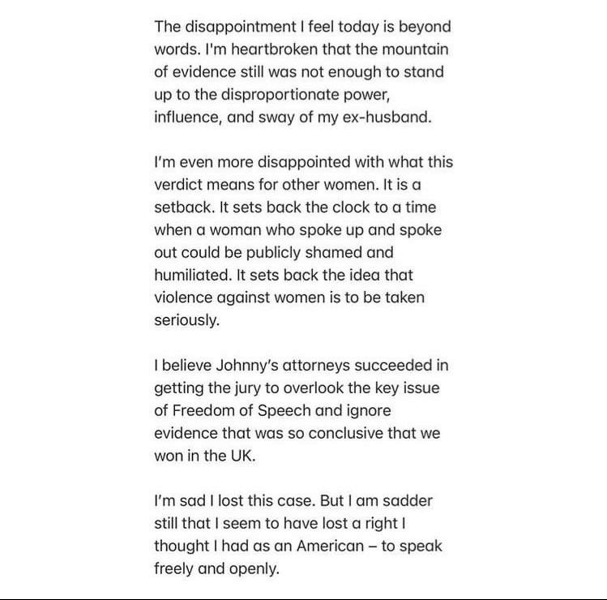 The disappointment I feel today is beyond
words. I'm heartbroken that the mountain
of evidence still was not enough to stand
up to the disproportionate power,
influence, and sway of my ex-husband.
I'm even more disappointed with what this
verdict means for other women. It is a
setback. It sets back the clock to a time
when a woman who spoke up and spoke
out could be publicly shamed and
humiliated. It sets back the idea that
violence against women is to be taken
seriously.
I believe Johnny's attorneys succeeded in
getting the jury to overlook the key issue
of Freedom of Speech and ignore
evidence that was so conclusive that we
won in the UK.
I'm sad I lost this case. But I am sadder
still that I seem to have lost a right I
thought I had as an American – to speak
freely and openly.